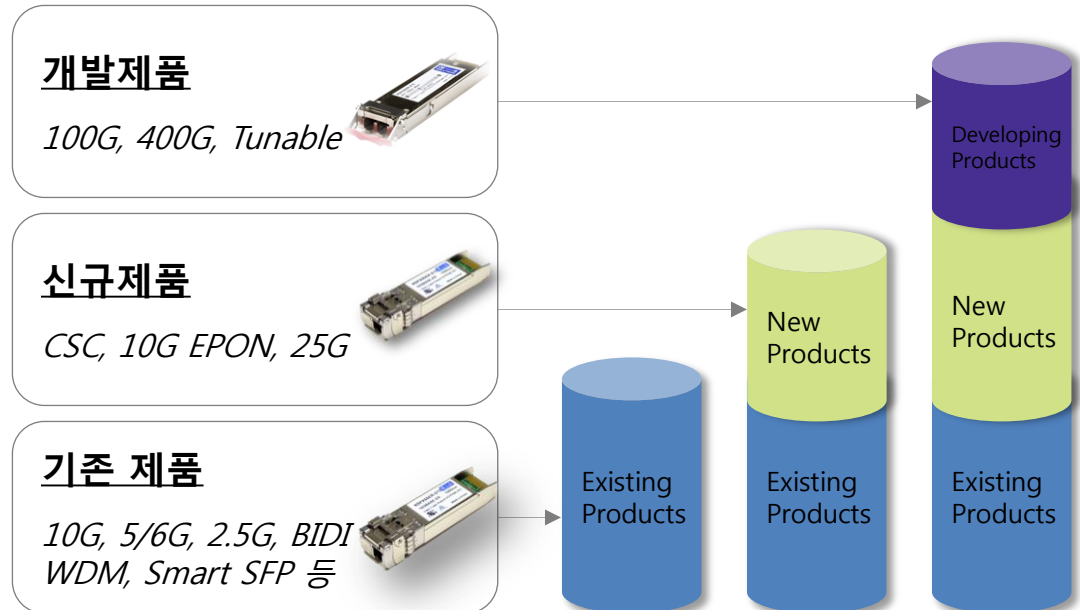 개발제품
100G, 400G, Tunable
신규제품
CSC, 10G EPON, 25G
기존 제품
10G, 5/6G, 2.5G, BIDI
WDM, Smart SFP 등
Existing
Products
New
Products
Existing
Products
Developing
Products
New
Products
Existing
Products